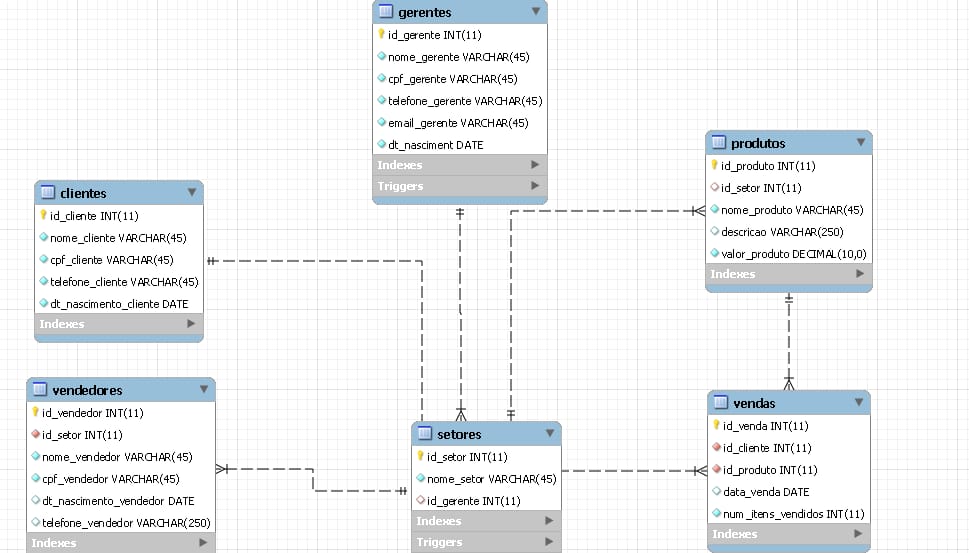 gerentes
id_gerente INT(11)
nome_gerente VARCHAR(45)
cpf_gerente VARCHAR(45)
telefone_gerente VARCHAR(45)
email_gerente VARCHAR(45)
dt_nasciment DATE
Indexes
Triggers
produtos
id_produto INT(11)
id_setor INT(11)
nome_produto VARCHAR(45)
descricao VARCHAR(250)
valor_produto DECIMAL(10,0)
Indexes
clientes
id_cliente INT(11)
nome_cliente VARCHAR(45)
cpf_cliente VARCHAR(45)
telefone_cliente VARCHAR(45)
dt_nascimento_cliente DATE
Indexes
vendedores
id_vendedor INT(11)
id_setor INT(11)
nome_vendedor VARCHAR(45)
cpf_vendedor VARCHAR(45)
dt_nascimento_vendedor DATE
telefone_vendedor VARCHAR(250)
Indexes
setores
id_setor INT(11)
nome_setor VARCHAR(45)
id_gerente INT(11)
Indexes
Triggers
vendas
id_venda INT(11)
id_cliente INT(11)
id_produto INT(11)
data_venda DATE
num_itens_vendidos INT(11)
Indexes